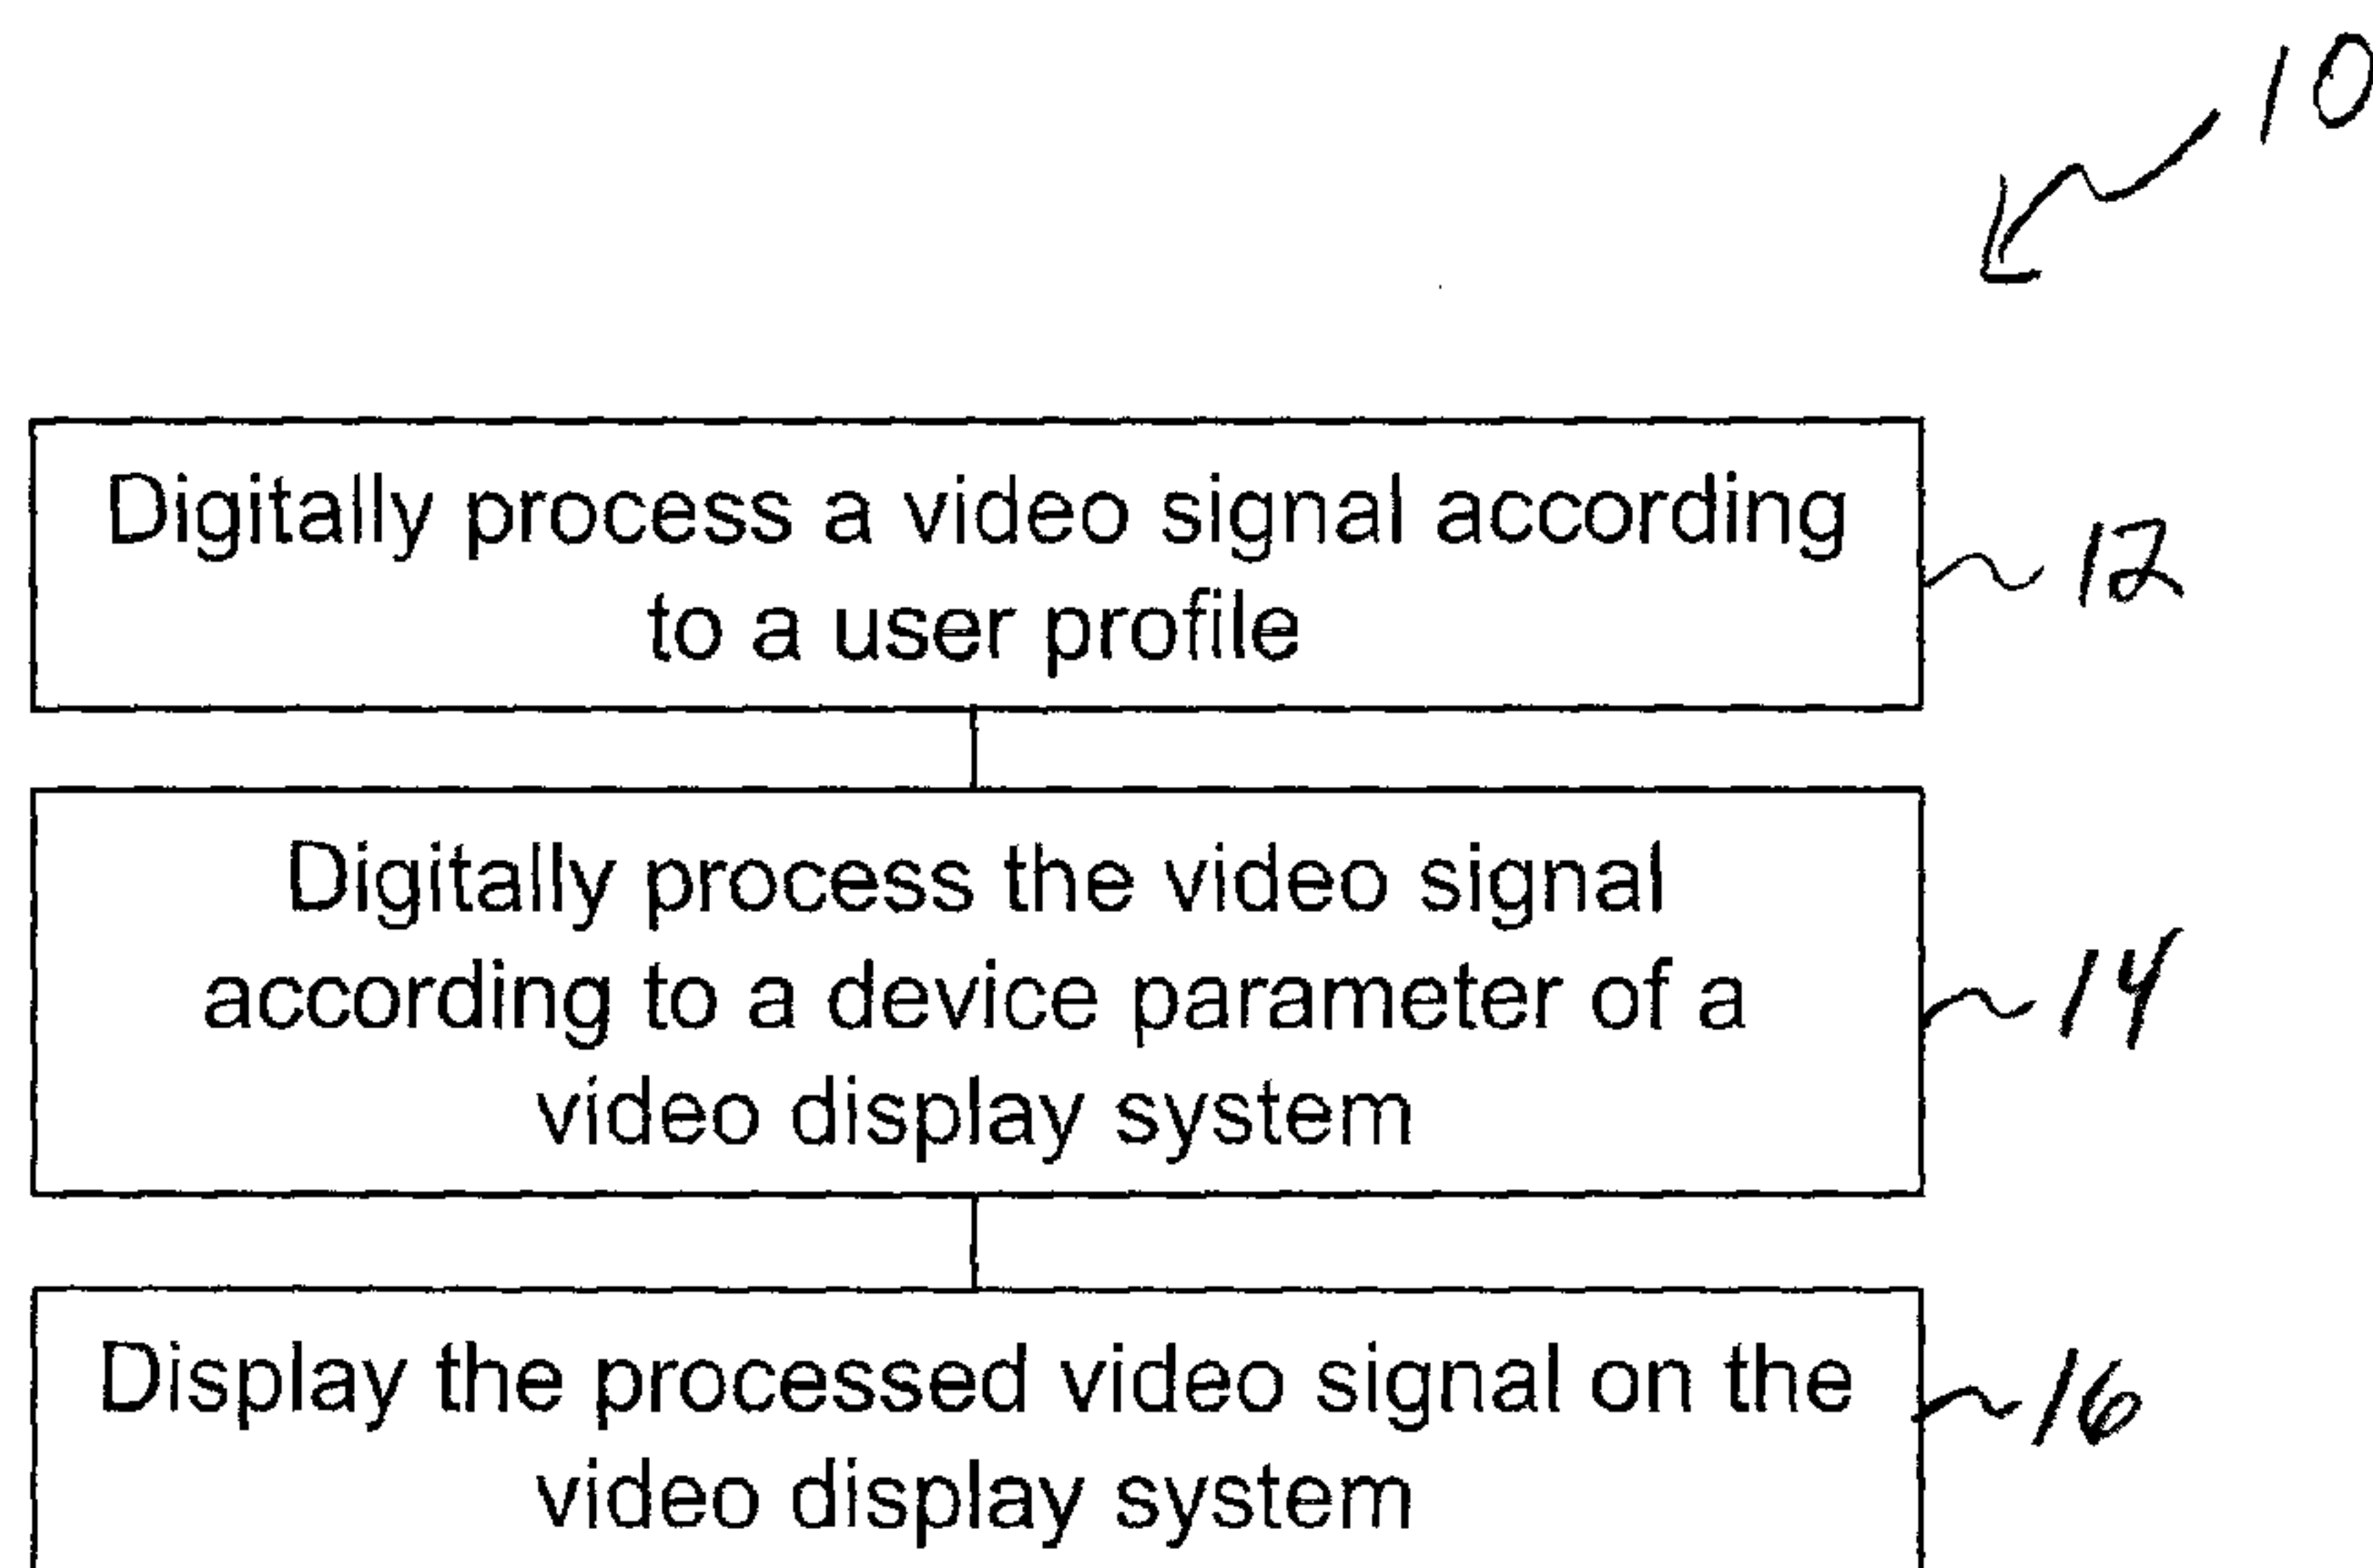 10
Digitally process a video signal according
to a user profile
12
Digitally process the video signal
according to a device parameter of a
video display system
14
Display the processed video signal on the
video display system
16